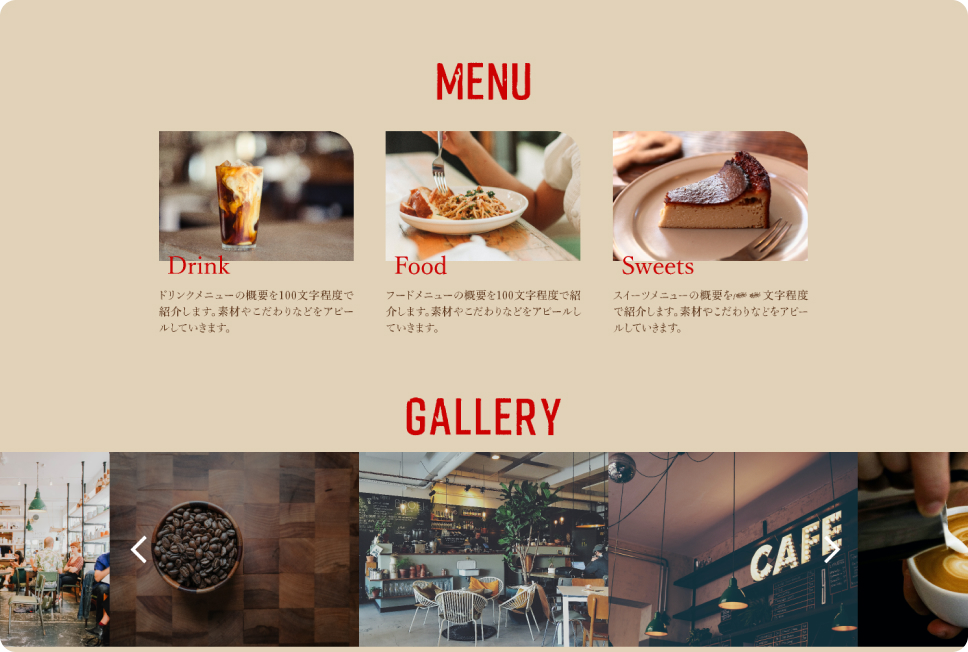 MENU
Drink
Food
Sweets
ドリンクメニューの概要を100文字程度で
紹介します。素材やこだわりなどをアピー
ルしていきます。
フードメニューの概要を100文字程度で紹
介します。素材やこだわりなどをアピールし
ていきます。
スイーツメニューの概要を 文字程度
で紹介します。素材やこだわりなどをアピー
ルしていきます。
GALLERY
CAFE